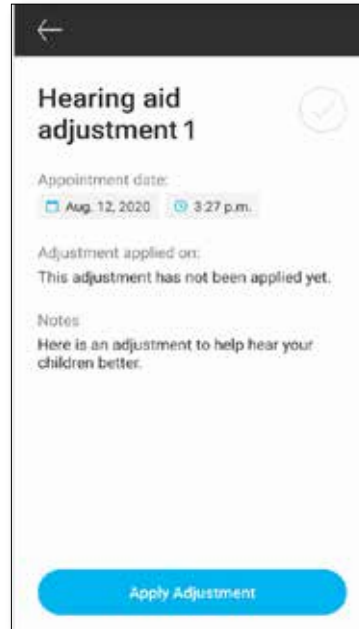 Hearing aid
adjustment 1
Appointment date:
Aug. 12, 2020 3:27 p.m.
Adjustment applied on:
This adjustment has not been applied yet.
Notes
Here is an adjustment to help hear your
children better.
Apply Adjustment